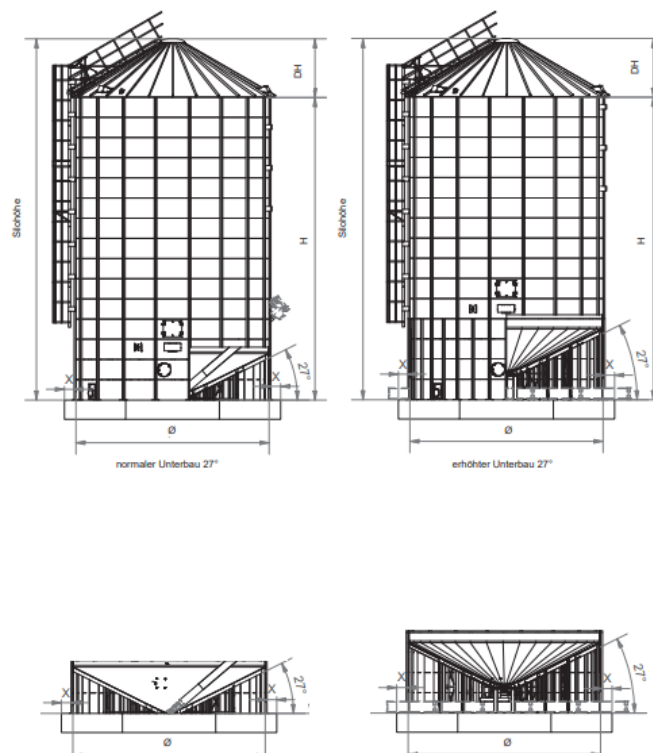 Silohöhe
DH
H
X
X
27°
Ø
normaler Unterbau 27°
Silohöhe
DH
H
X
X
27°
Ø
erhöhter Unterbau 27°
X
X
27°
Ø
X
X
27°
Ø